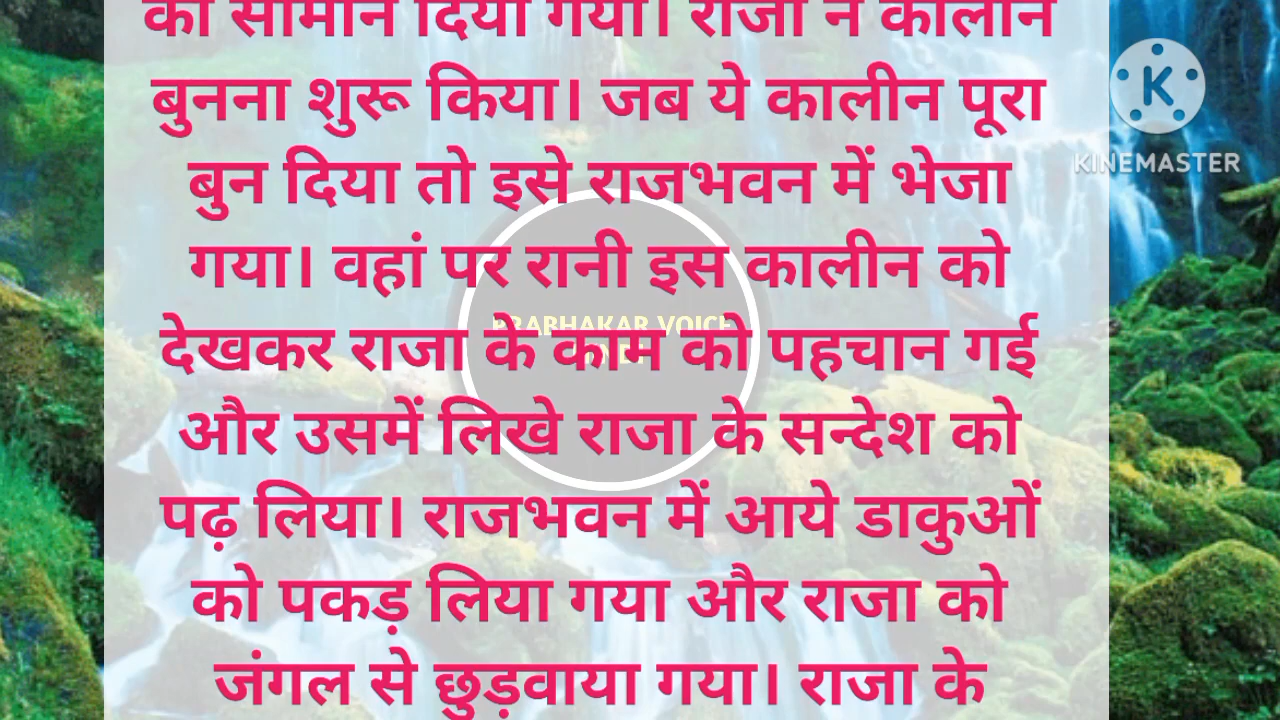 का सामान दिया गया। राजा ने कालीन
बुनना शुरू किया। जब ये कालीन पूरा
बुन दिया तो इसे राजभवन में भेजा
गया। वहां पर रानी इस कालीन को
देखकर राजा के काम को पहचान गई
और उसमें लिखे राजा के सन्देश को
पढ़ लिया। राजभवन में आये डाकुओं
को पकड़ लिया गया और राजा को
जंगल से छुड़वाया गया। राजा के
PRABHAKAR VOICE
K
KINEMASTER